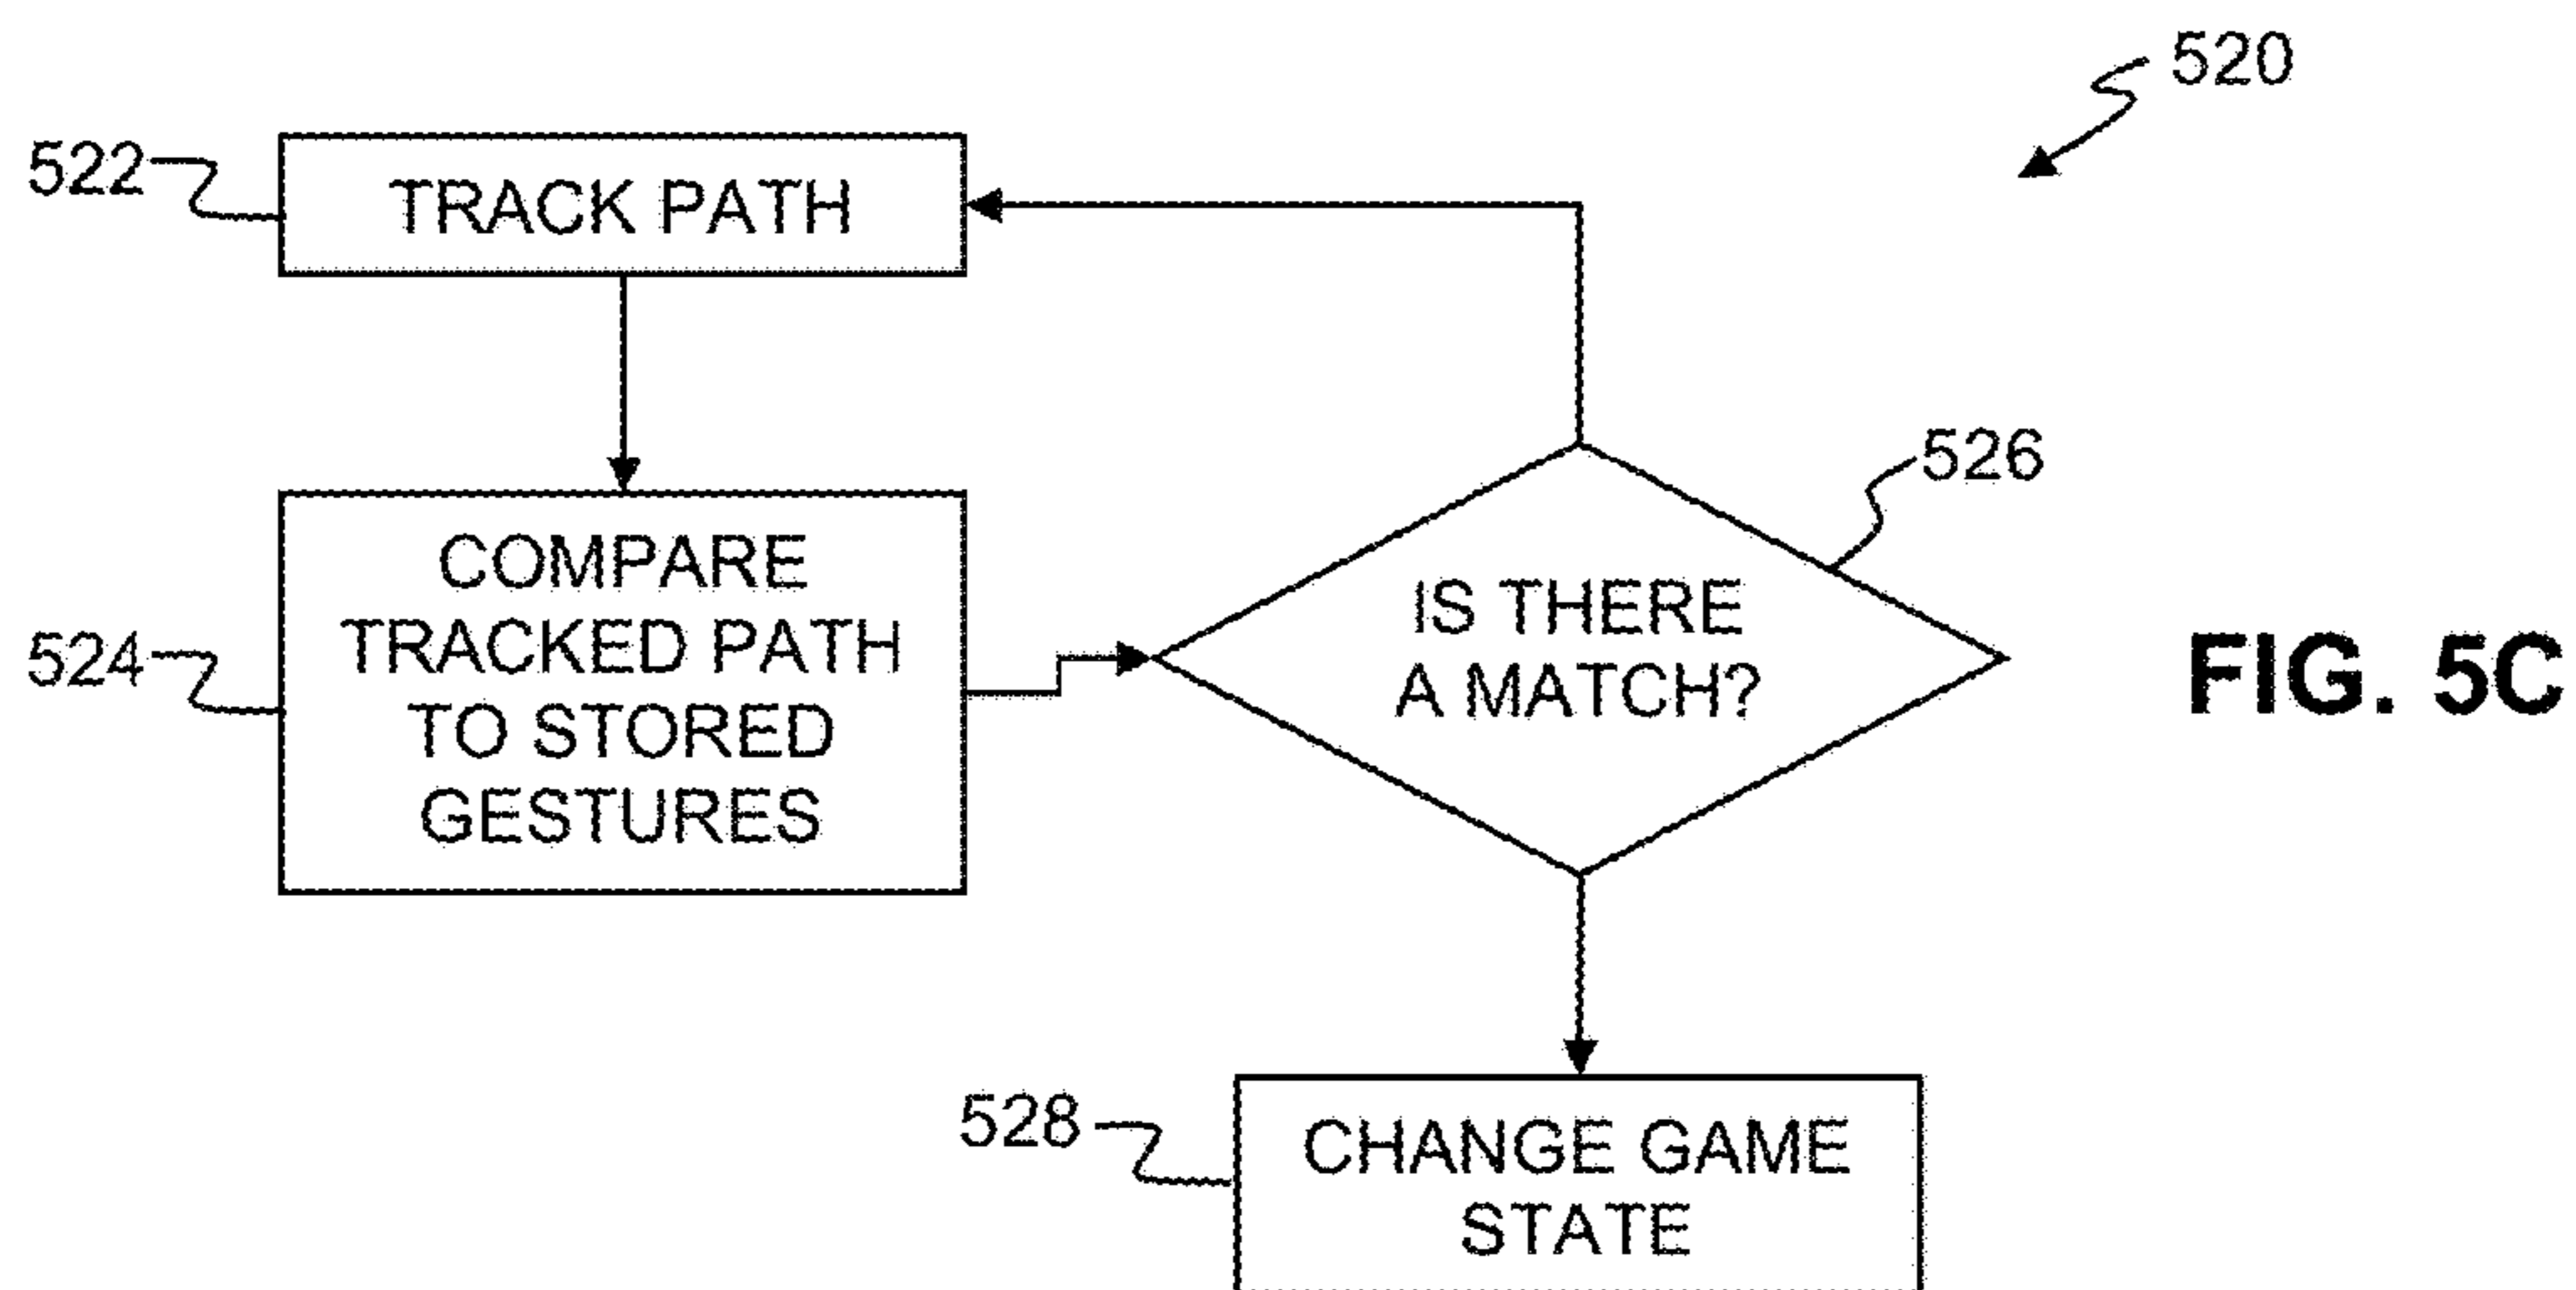 520
522
TRACK PATH
526
524
COMPARE
TRACKED PATH
TO STORED
GESTURES
IS THERE
A MATCH?
FIG. 5C
528
CHANGE GAME
STATE